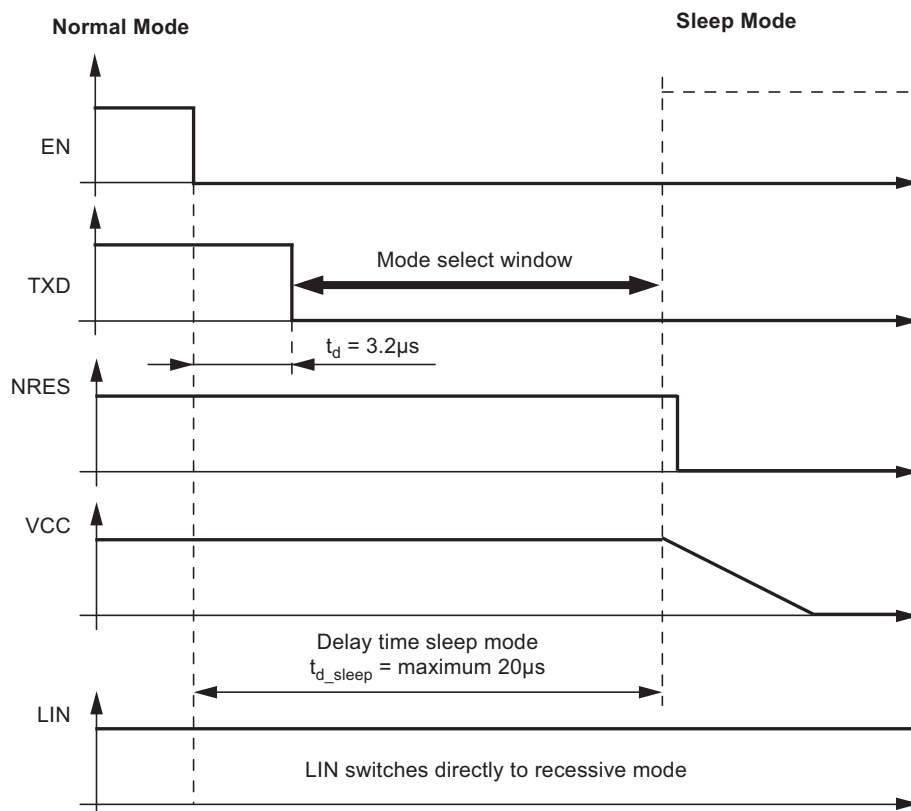 Normal Mode
Sleep Mode
EN
TXD
Mode select window
t_d = 3.2µs
NRES
VCC
Delay time sleep mode
t_d_sleep = maximum 20µs
LIN
LIN switches directly to recessive mode